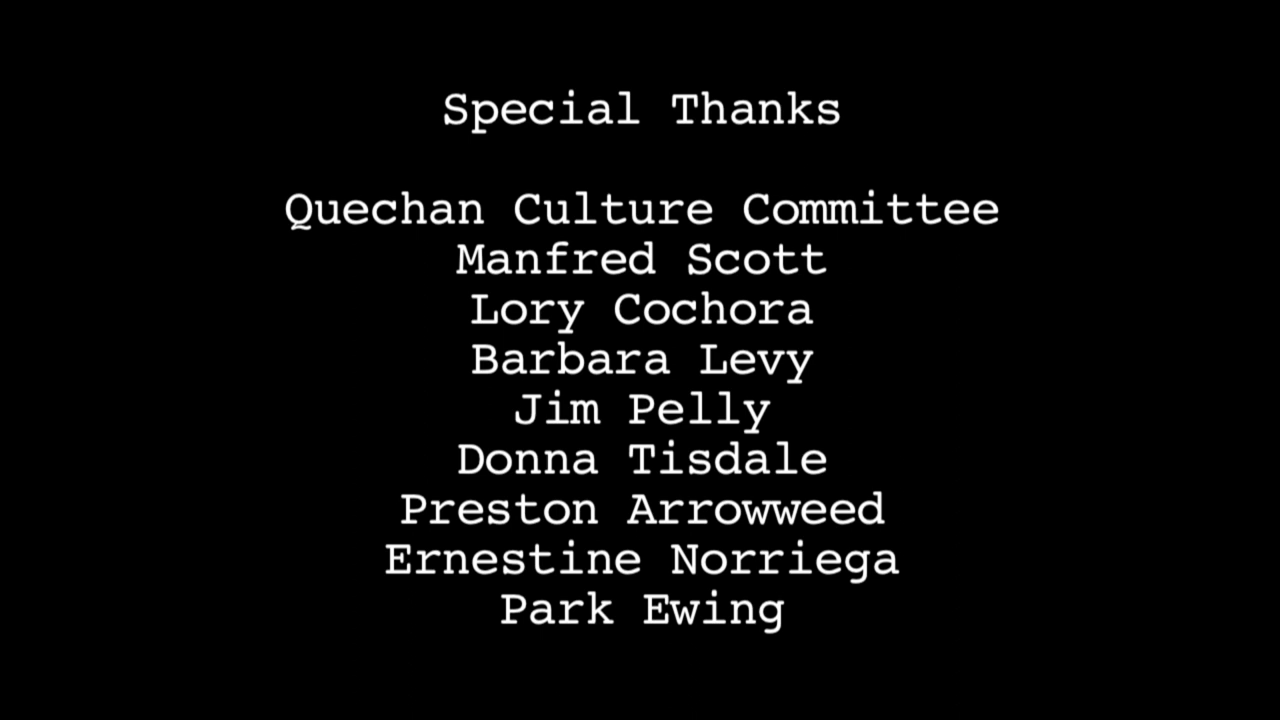 Special Thanks
Quechan Culture Committee
Manfred Scott
Lory Cochora
Barbara Levy
Jim Pelly
Donna Tisdale
Preston Arrowweed
Ernestine Norriega
Park Ewing